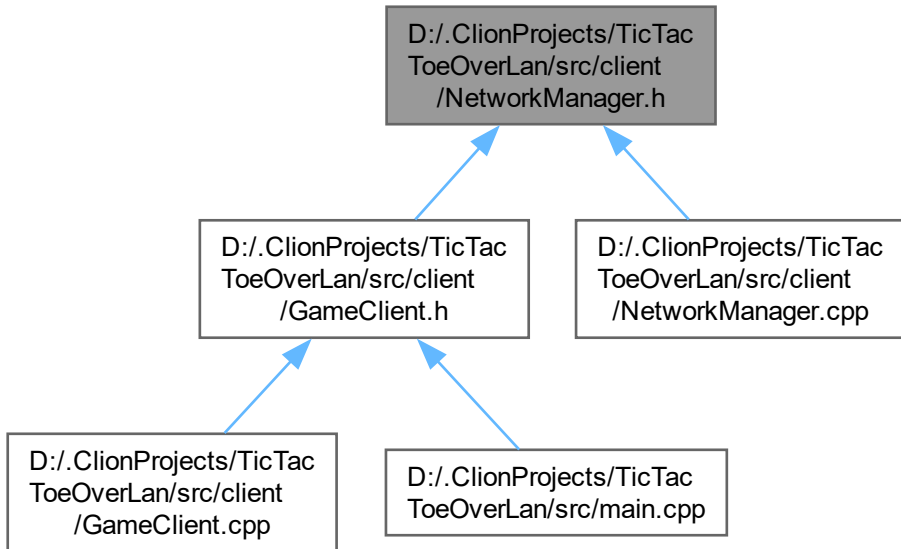 D:/.ClionProjects/TicTac
ToeOverLan/src/client
/NetworkManager.h
D:/.ClionProjects/TicTac
ToeOverLan/src/client
/GameClient.h
D:/.ClionProjects/TicTac
ToeOverLan/src/client
/NetworkManager.cpp
D:/.ClionProjects/TicTac
ToeOverLan/src/client
/GameClient.cpp
D:/.ClionProjects/TicTac
ToeOverLan/src/main.cpp